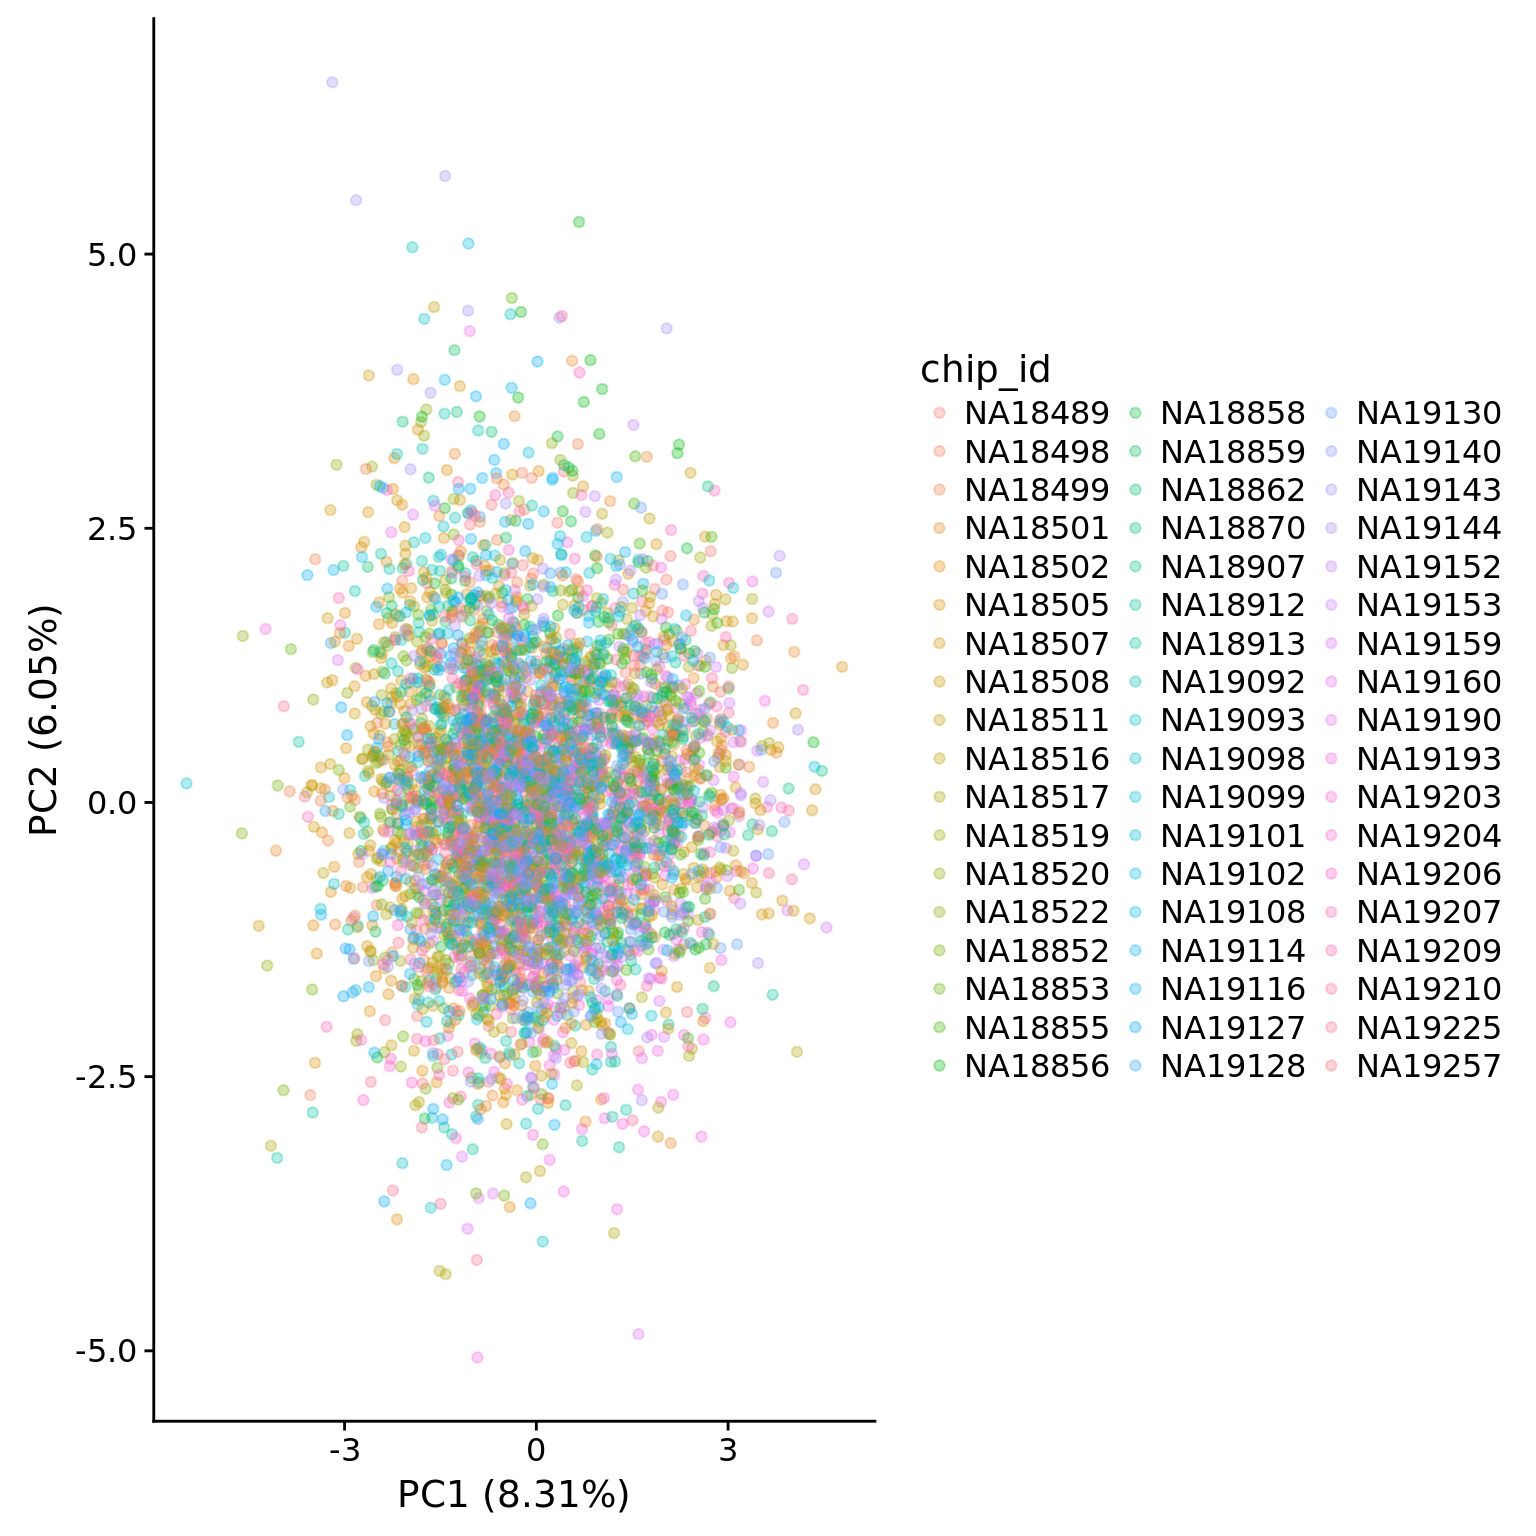 5.0
2.5
0.0
-2.5
-5.0
PC2 (6.05%)
-3 0 3
PC1 (8.31%)
chip_id
NA18489 NA18858 NA19130
NA18498 NA18859 NA19140
NA18499 NA18862 NA19143
NA18501 NA18870 NA19144
NA18502 NA18907 NA19152
NA18505 NA18912 NA19153
NA18507 NA18913 NA19159
NA18508 NA19092 NA19160
NA18511 NA19093 NA19190
NA18516 NA19098 NA19193
NA18517 NA19099 NA19203
NA18519 NA19101 NA19204
NA18520 NA19102 NA19206
NA18522 NA19108 NA19207
NA18852 NA19114 NA19209
NA18853 NA19116 NA19210
NA18855 NA19127 NA19225
NA18856 NA19128 NA19257